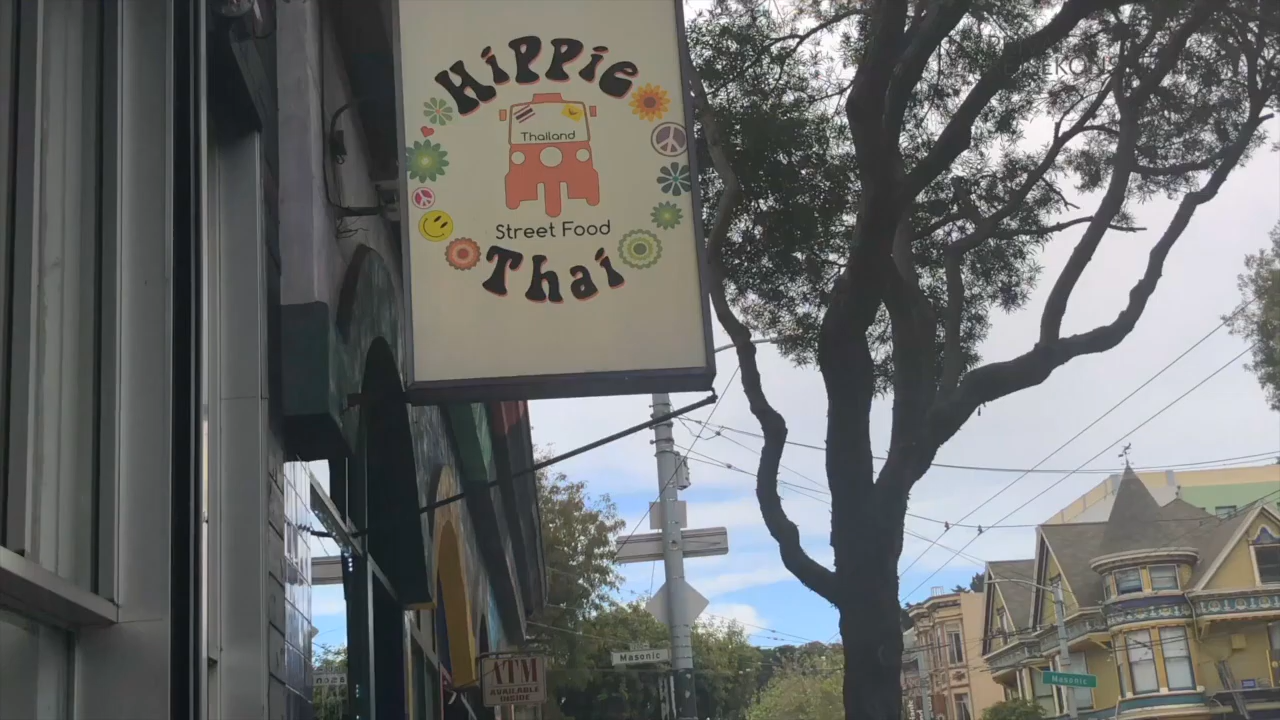 Hippie
Thailand
Street Food
Thai
ATM
AVAILABLE
INSIDE
Masonic
Masonic